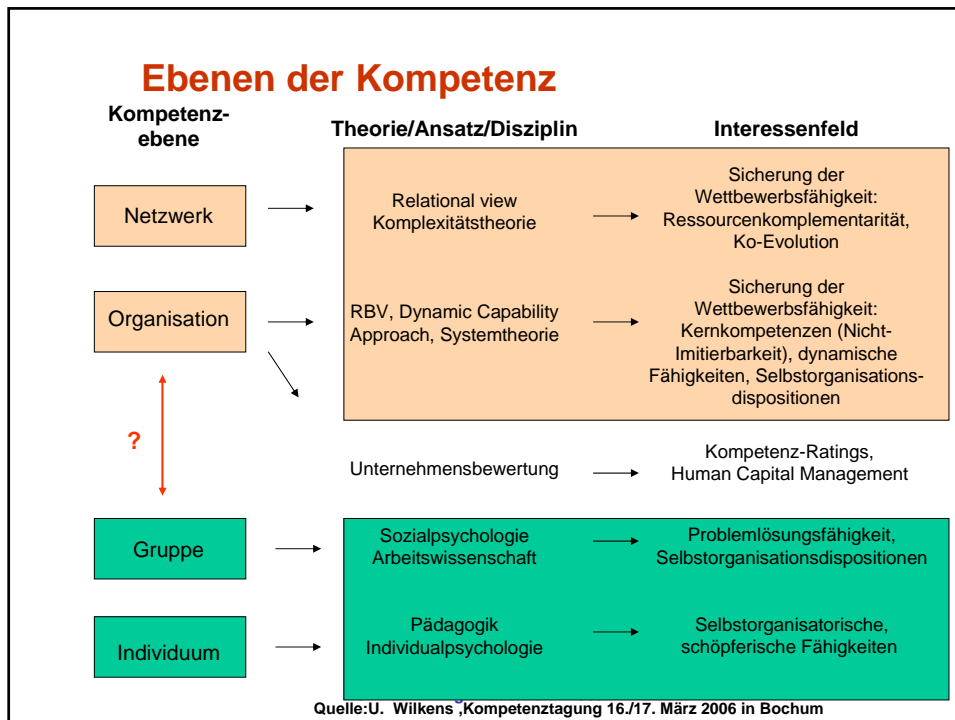 Ebenen der Kompetenz
Kompetenz-
ebene
Theorie/Ansatz/Disziplin
Interessenfeld
Netzwerk
Relational view
Komplexitätstheorie
Sicherung der
Wettbewerbsfähigkeit:
Ressourcenkomplementarität,
Ko-Evolution
Organisation
RBV, Dynamic Capability
Approach, Systemtheorie
Sicherung der
Wettbewerbsfähigkeit:
Kernkompetenzen (Nicht-
Imitierbarkeit), dynamische
Fähigkeiten, Selbstorganisations-
dispositionen
?
Unternehmensbewertung
Kompetenz-Ratings,
Human Capital Management
Gruppe
Sozialpsychologie
Arbeitswissenschaft
Problemlösungsfähigkeit,
Selbstorganisationsdispositionen
Individuum
Pädagogik
Individualpsychologie
Selbstorganisatorische,
schöpferische Fähigkeiten
Quelle:U. Wilkens ,Kompetenztagung 16./17. März 2006 in Bochum